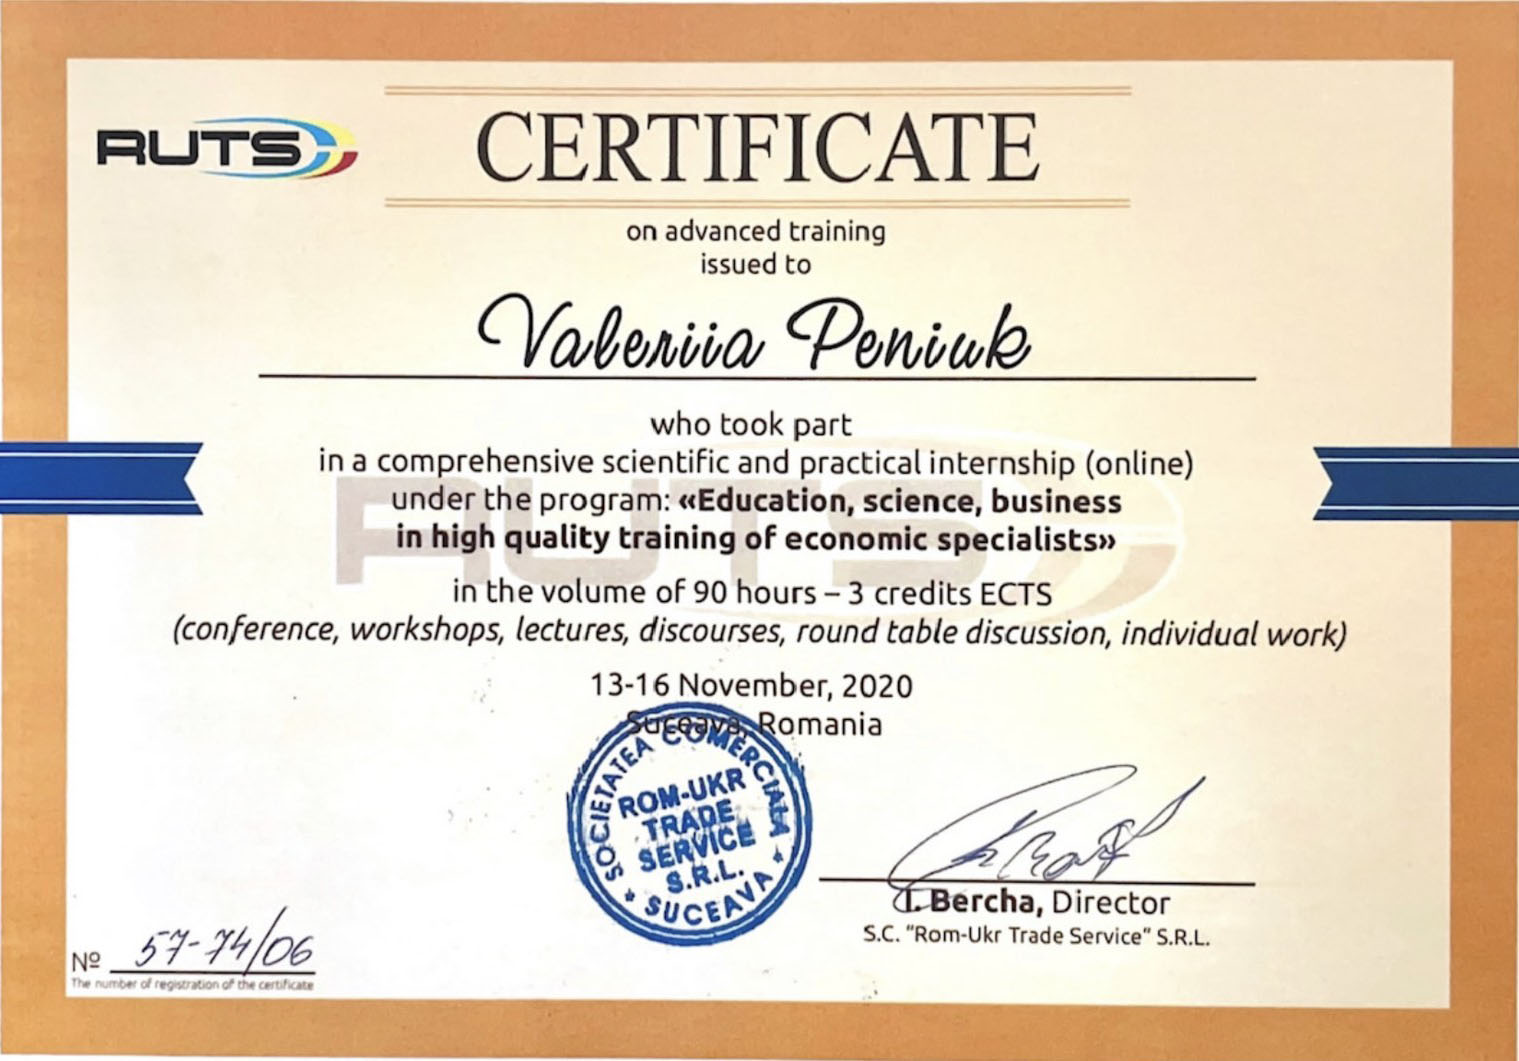 RUTS
CERTIFICATE
on advanced training
issued to
Valeriia Peniuk
who took part
in a comprehensive scientific and practical internship (online)
under the program: «Education, science, business
in high quality training of economic specialists»
in the volume of 90 hours – 3 credits ECTS
(conference, workshops, lectures, discourses, round table discussion, individual work)
13-16 November, 2020
Suceava, Romania
SOCIETATEA COMERCIALA
ROM-UKR
TRADE
SERVICE
S.R.L.
* SUCEAVA *
I. Bercha, Director
S.C. "Rom-Ukr Trade Service" S.R.L.
№ 57-74/06
The number of registration of the certificate